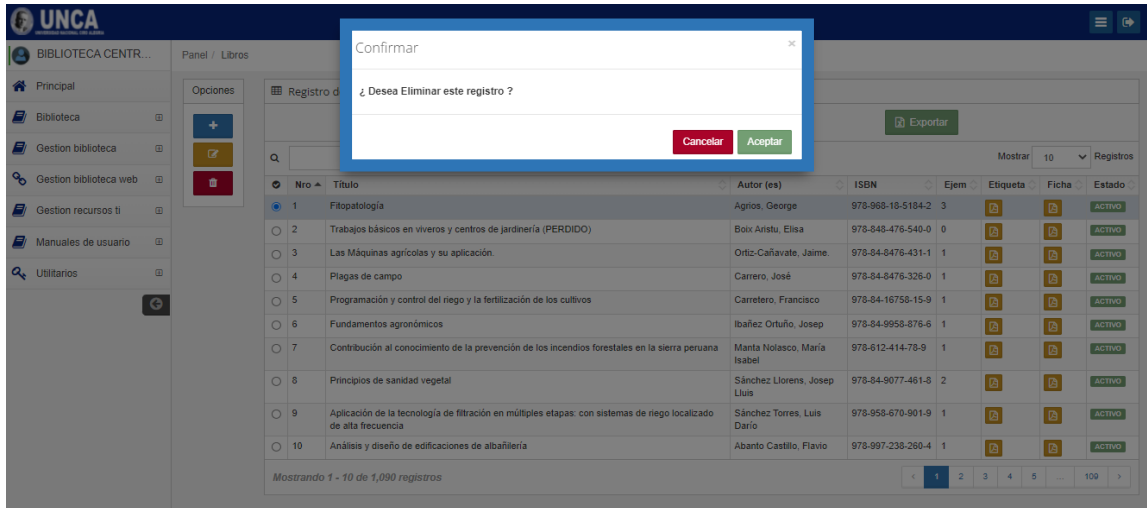 UNCA
BIBLIOTECA CENTR...
Panel / Libros
Confirmar
×
¿ Desea Eliminar este registro ?
Cancelar
Aceptar
Principal
Biblioteca
Gestion biblioteca
Gestion biblioteca web
Gestion recursos ti
Manuales de usuario
Utilitarios
Opciones
Registro d
Exportar
Mostrar 10 Registros
Nro Título Autor (es) ISBN Ejem Etiqueta Ficha Estado
1 Fitopatología Agrios, George 978-968-18-5184-2 3 ACTIVO
2 Trabajos básicos en viveros y centros de jardinería (PERDIDO) Boix Aristu, Elisa 978-848-476-540-0 0 ACTIVO
3 Las Máquinas agrícolas y su aplicación. Ortiz-Cañavate, Jaime. 978-84-8476-431-1 1 ACTIVO
4 Plagas de campo Carrero, José 978-84-8476-326-0 1 ACTIVO
5 Programación y control del riego y la fertilización de los cultivos Carretero, Francisco 978-84-16758-15-9 1 ACTIVO
6 Fundamentos agronómicos Ibañez Ortuño, Josep 978-84-9958-876-6 1 ACTIVO
7 Contribución al conocimiento de la prevención de los incendios forestales en la sierra peruana Manta Nolasco, María 978-612-414-78-9 1 ACTIVO
Isabel
8 Principios de sanidad vegetal Sánchez Llorens, Josep 978-84-9077-461-8 2 ACTIVO
Lluis
9 Aplicación de la tecnología de filtración en múltiples etapas: con sistemas de riego localizado Sánchez Torres, Luis 978-958-670-901-9 1 ACTIVO
de alta frecuencia Darío
10 Análisis y diseño de edificaciones de albañilería Abanto Castillo, Flavio 978-997-238-260-4 1 ACTIVO
Mostrando 1 - 10 de 1,090 registros
‹ 1 2 3 4 5 ... 109 ›